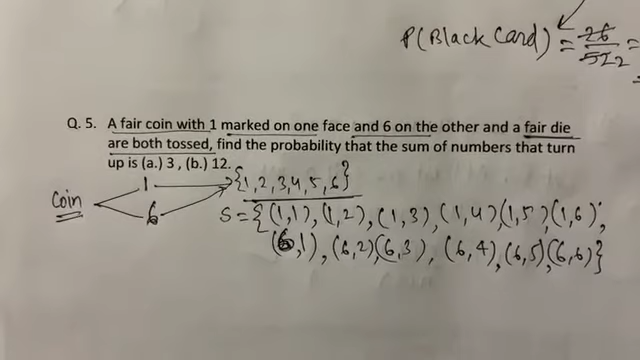 P(Black Card) = 26
52 2 =
Q. 5. A fair coin with 1 marked on one face and 6 on the other and a fair die
are both tossed, find the probability that the sum of numbers that turn
up is (a.) 3 , (b.) 12.
{1,2,3,4,5,6}
1
Coin
6
S = {(1,1), (1,2), (1,3), (1,4) (1,5) (1,6),
(6,1), (6,2) (6,3), (6,4), (6,5), (6,6)}